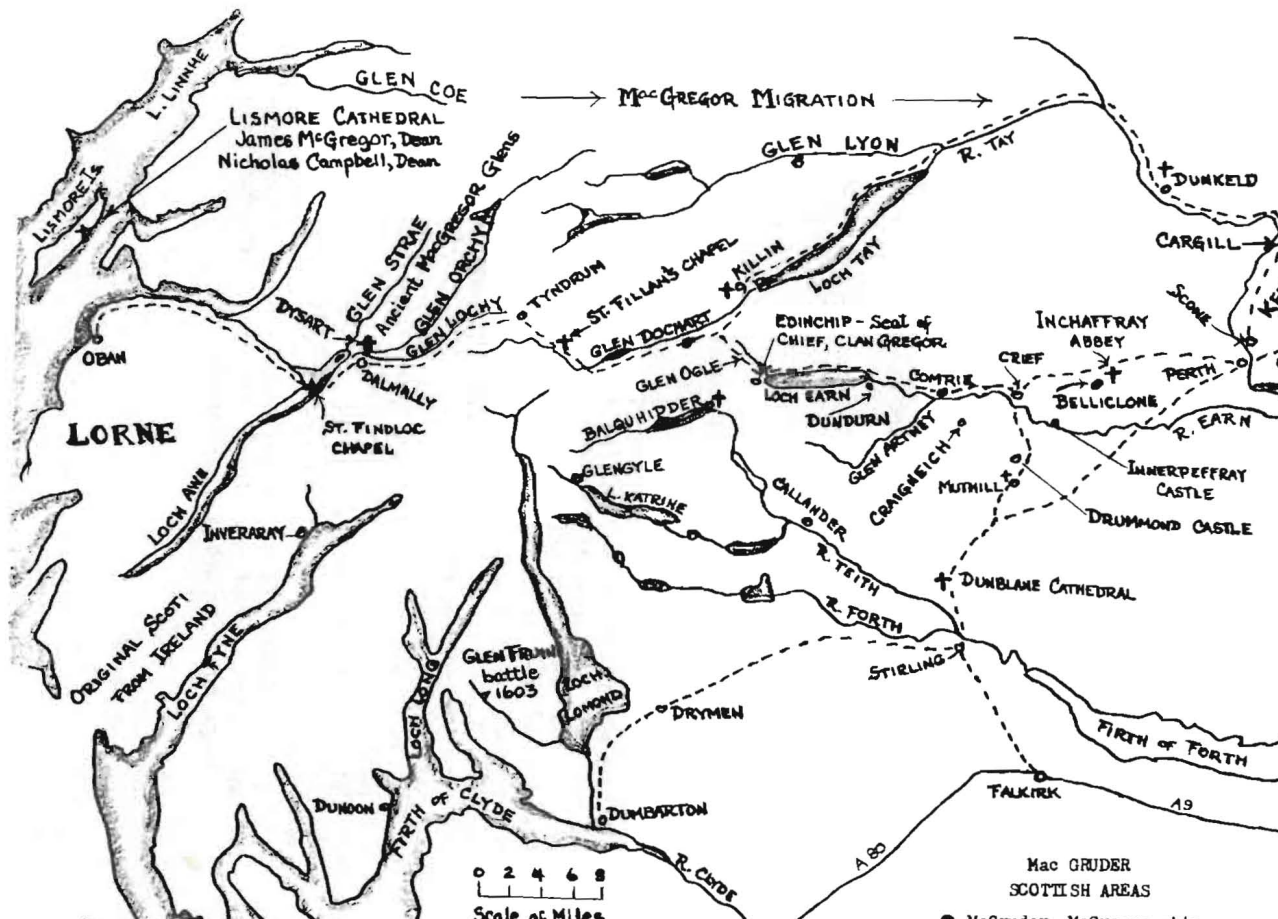 GLEN COE
MacGREGOR MIGRATION
L. LINNHE
LISMORE CATHEDRAL
James McGregor, Dean
Nicholas Campbell, Dean
LISMORE Is
GLEN LYON
R. TAY
DUNKELD
CARGILL
GLEN STRAE
Ancient MacGregor Glens
GLEN ORCHY
GLEN LOCHY
DYSART
TYNDRUM
ST. FILLAN'S CHAPEL
KILLIN
LOCH TAY
GLEN DOCHART
SCONE
OBAN
DALMALLY
EDINCHIP - Seat of
CHIEF, CLAN GREGOR
INCHAFFRAY
ABBEY
CRIEF
COMRIE
PERTH
GLEN OGLE
LOCH EARN
BELLICLONE
BALQUHIDDER
DUNDURN
R. EARN
LORNE
ST. FINDLOC
CHAPEL
GLEN ARTNEY
CRAIGNEICH
INNERPEFFRAY
CASTLE
GLENGYLE
L. KATRINE
CALLANDER
MUTHILL
DRUMMOND CASTLE
LOCH AWE
INVERARAY
R. TEITH
DUNBLANE CATHEDRAL
R. FORTH
ORIGINAL SCOTI
FROM IRELAND
LOCH FYNE
STIRLING
GLEN FRUIN
battle
1603
LOCH LONG
LOCH
LOMOND
DRYMEN
FIRTH OF FORTH
DUNOON
FIRTH OF CLYDE
DUMBARTON
FALKIRK
A9
A 80
R. CLYDE
0 2 4 6 8
Scale of Miles
Mac GRUDER
SCOTTISH AREAS